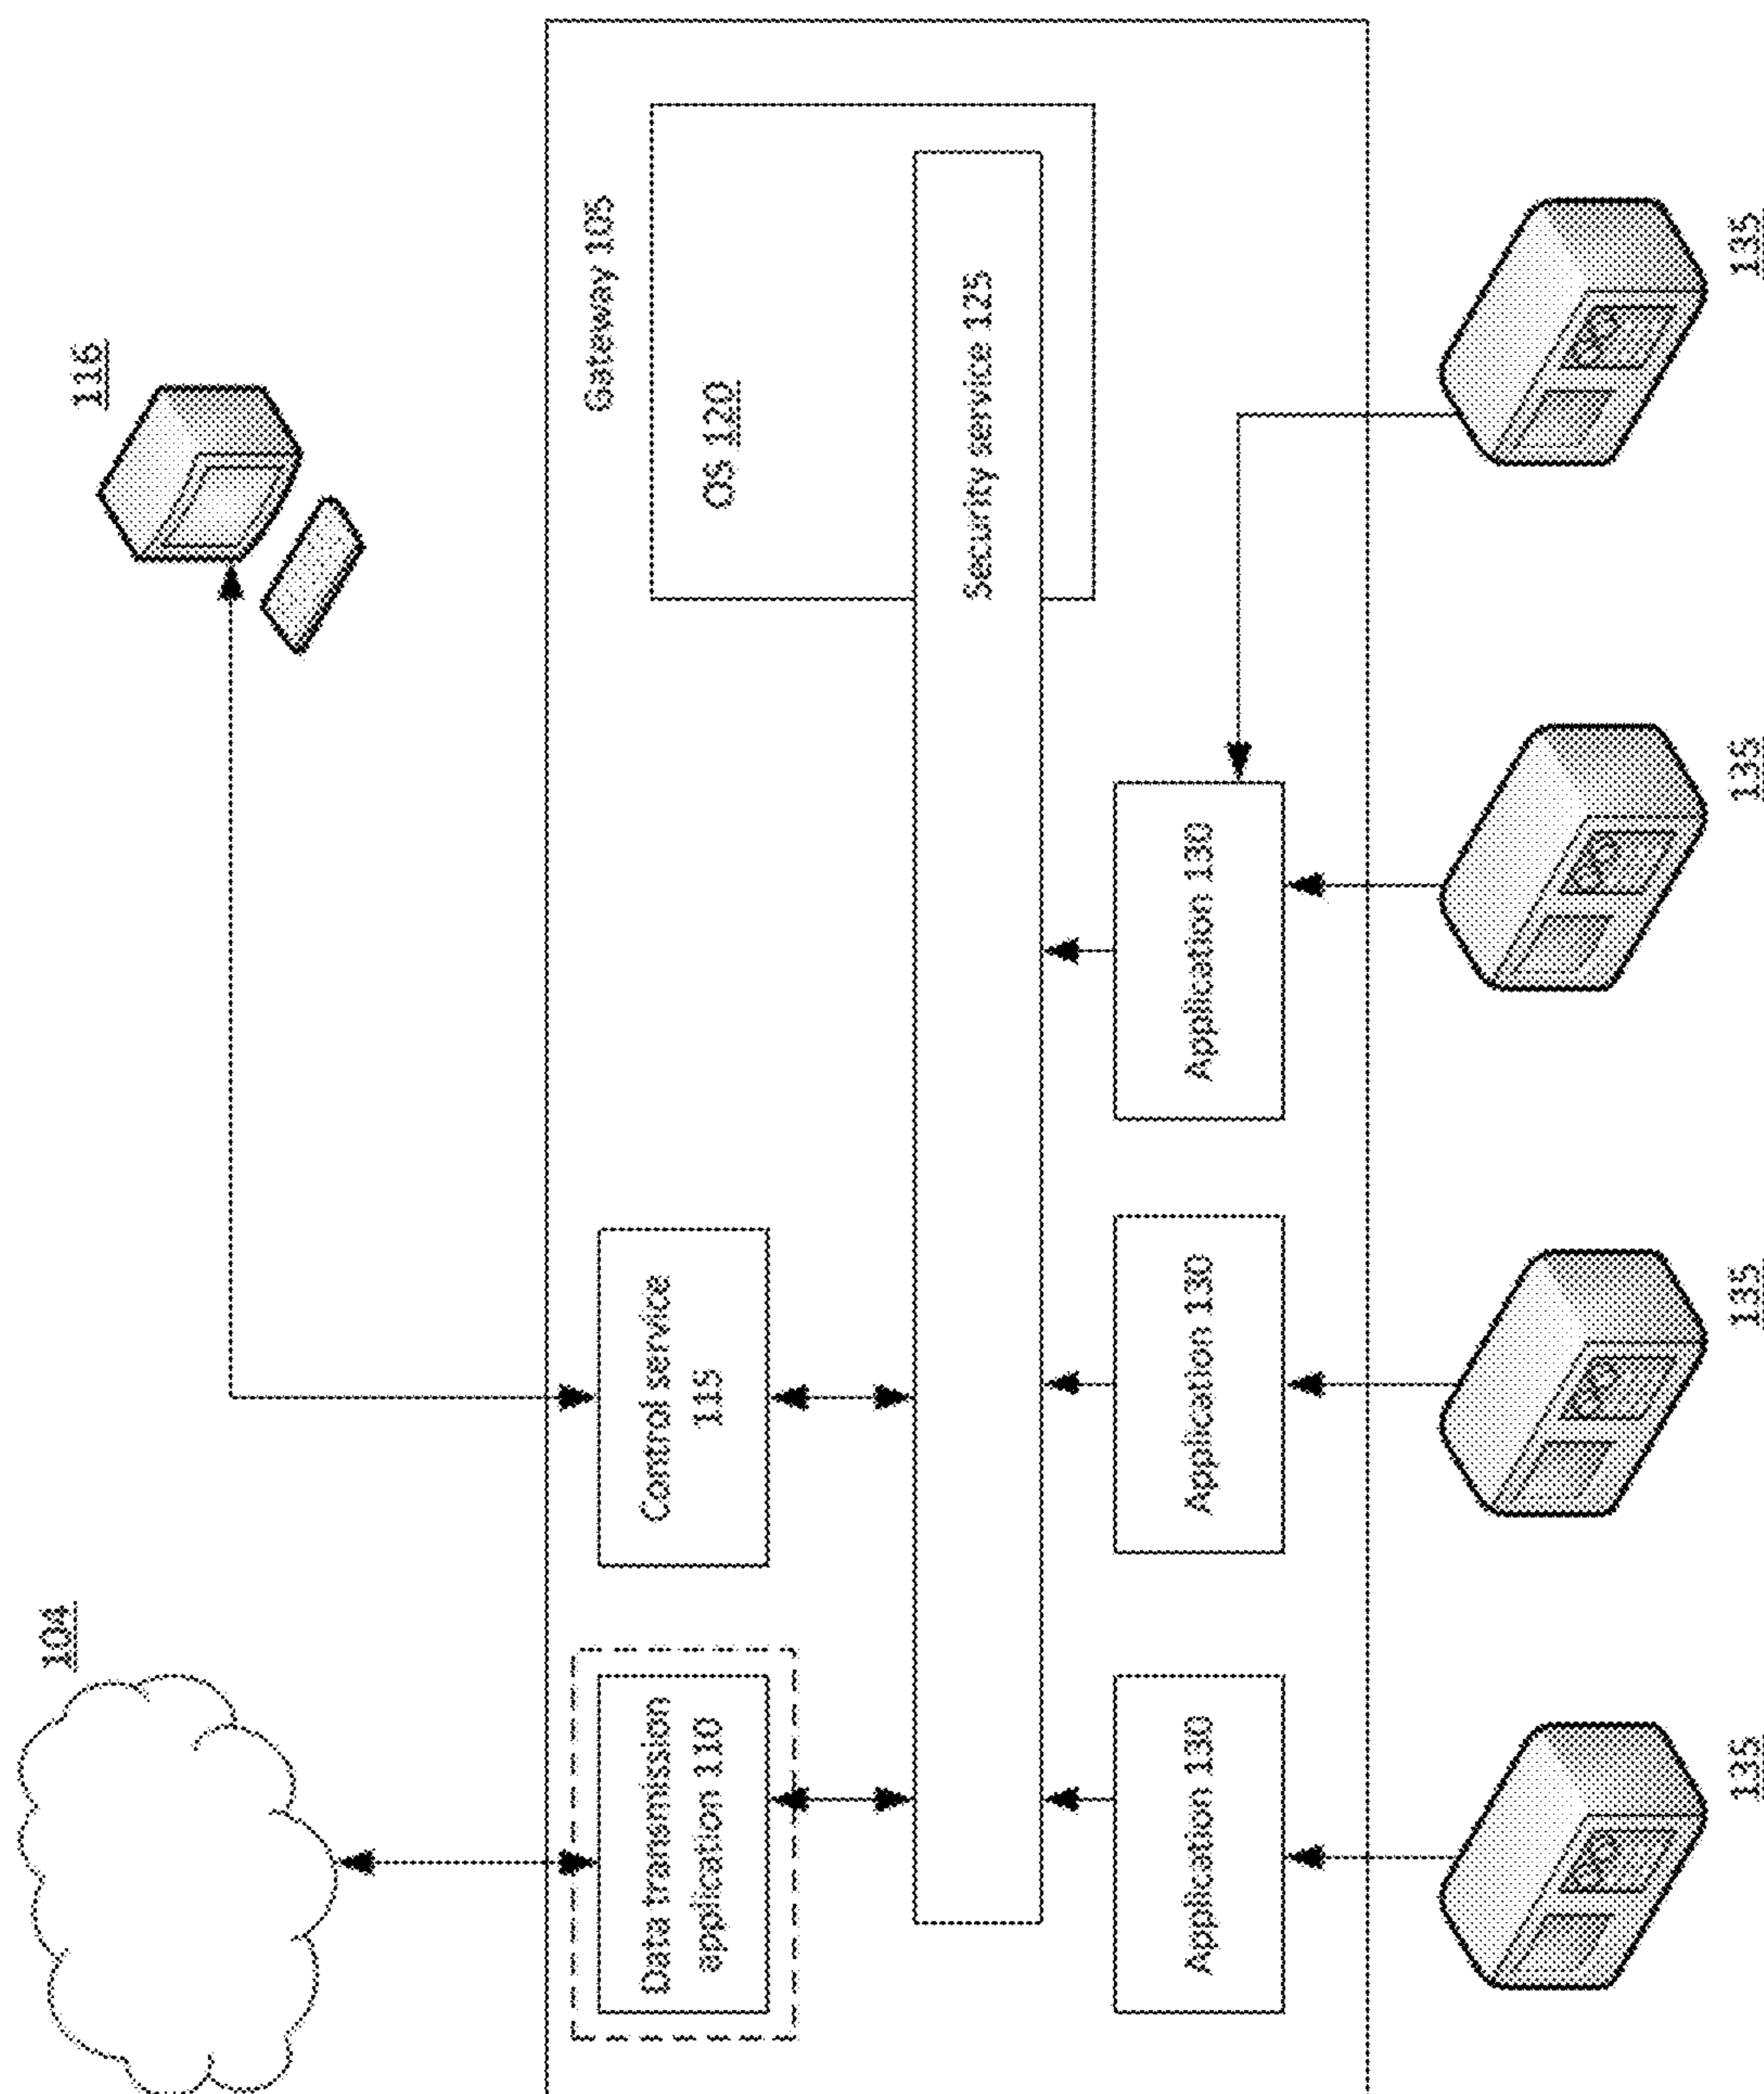 104
116
Gateway 105
Data transmission
application 110
Control service
115
OS 120
Security service 125
Application 130
Application 130
Application 130
135
135
135
135